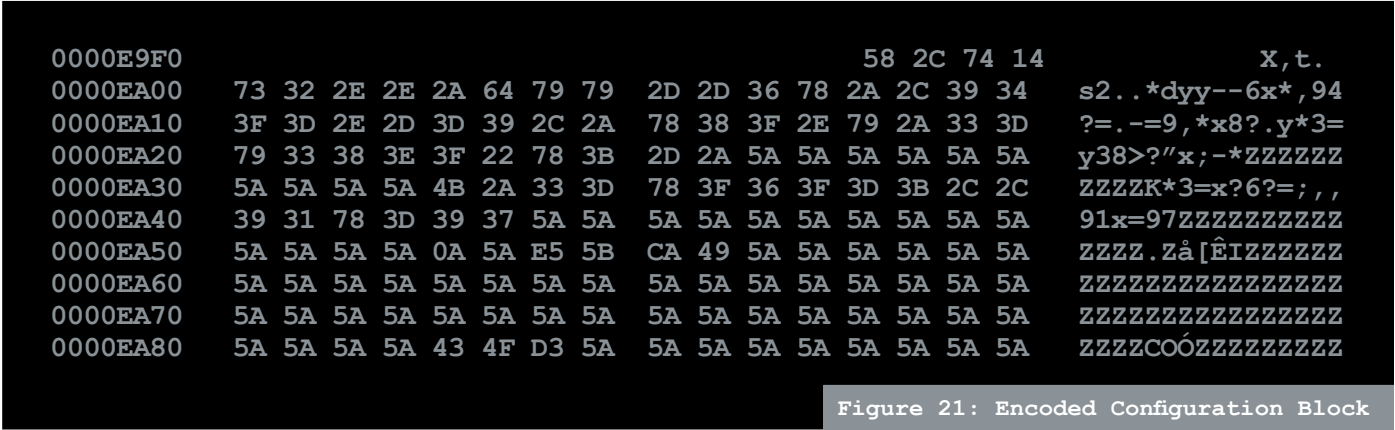 0000E9F0 58 2C 74 14 X,t.
0000EA00 73 32 2E 2E 2A 64 79 79 2D 2D 36 78 2A 2C 39 34 s2..*dyy--6x*,94
0000EA10 3F 3D 2E 2D 3D 39 2C 2A 78 38 3F 2E 79 2A 33 3D ?=.-=9,*x8?.y*3=
0000EA20 79 33 38 3E 3F 22 78 3B 2D 2A 5A 5A 5A 5A 5A 5A y38>?"x;-*ZZZZZZ
0000EA30 5A 5A 5A 5A 4B 2A 33 3D 78 3F 36 3F 3D 3B 2C 2C ZZZZK*3=x?6?=;,,
0000EA40 39 31 78 3D 39 37 5A 5A 5A 5A 5A 5A 5A 5A 5A 5A 91x=97ZZZZZZZZZZ
0000EA50 5A 5A 5A 5A 0A 5A E5 5B CA 49 5A 5A 5A 5A 5A 5A ZZZZ.Zå[ÊIZZZZZZ
0000EA60 5A 5A 5A 5A 5A 5A 5A 5A 5A 5A 5A 5A 5A 5A 5A 5A ZZZZZZZZZZZZZZZZ
0000EA70 5A 5A 5A 5A 5A 5A 5A 5A 5A 5A 5A 5A 5A 5A 5A 5A ZZZZZZZZZZZZZZZZ
0000EA80 5A 5A 5A 5A 43 4F D3 5A 5A 5A 5A 5A 5A 5A 5A 5A ZZZZCOÓZZZZZZZZZ
Figure 21: Encoded Configuration Block